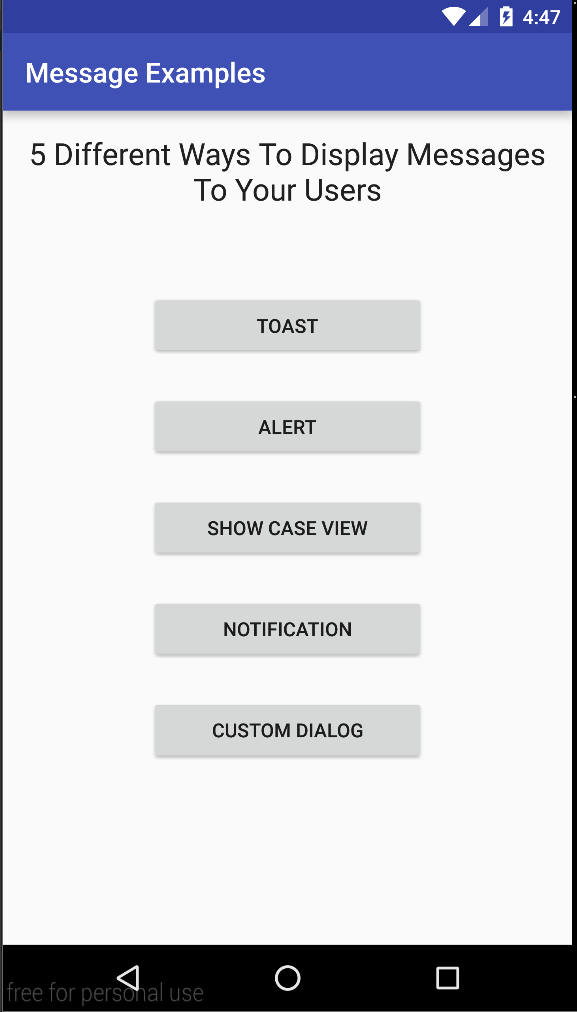 4:47
Message Examples
5 Different Ways To Display Messages
To Your Users
TOAST
ALERT
SHOW CASE VIEW
NOTIFICATION
CUSTOM DIALOG
free for personal use